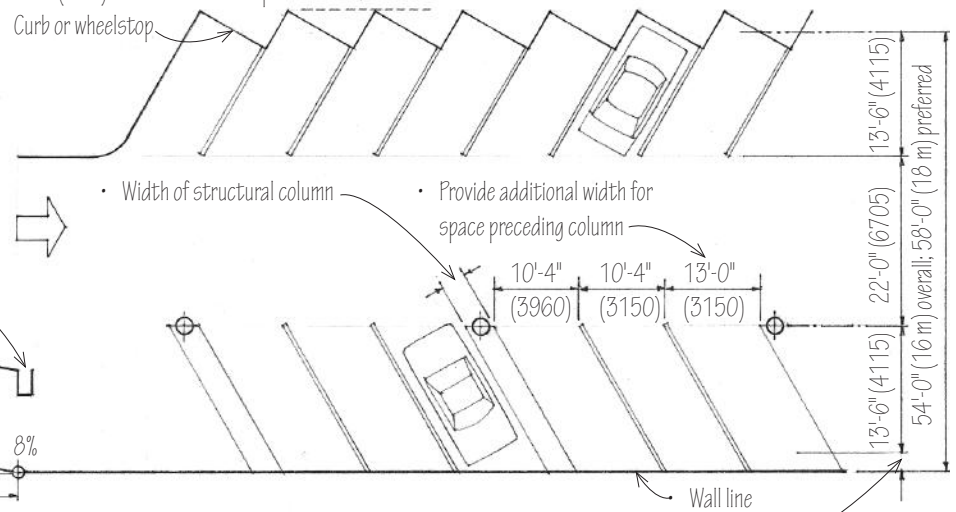 Curb or wheelstop
• Width of structural column
• Provide additional width for
space preceding column
10'-4"
(3960)
10'-4"
(3150)
13'-0"
(3150)
13'-6" (4115)
22'-0" (6705)
13'-6" (4115)
54'-0" (16 m) overall; 58'-0" (18 m) preferred
8%
• Wall line